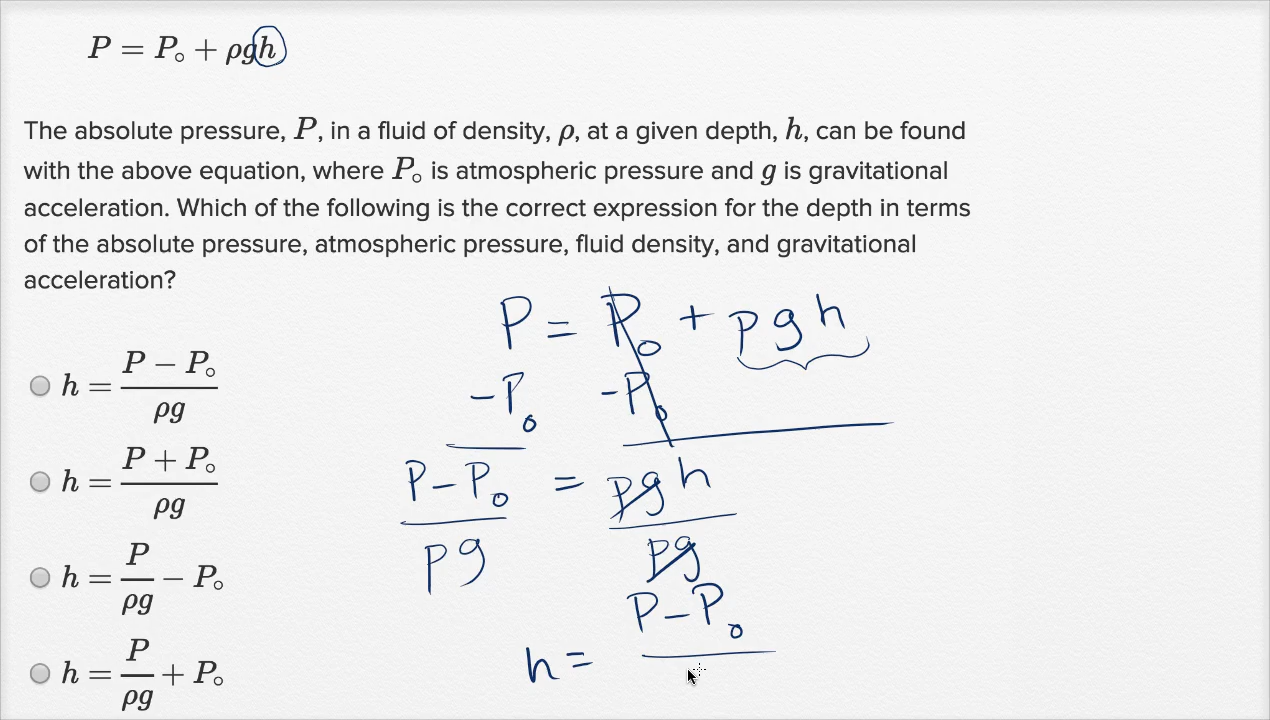 P = P₀ + ρgh
The absolute pressure, P, in a fluid of density, ρ, at a given depth, h, can be found
with the above equation, where P₀ is atmospheric pressure and g is gravitational
acceleration. Which of the following is the correct expression for the depth in terms
of the absolute pressure, atmospheric pressure, fluid density, and gravitational
acceleration?
h = (P − P₀)/ρg
h = (P + P₀)/ρg
h = P/ρg − P₀
h = P/ρg + P₀
P = P₀ + ρgh
−P₀ −P₀
P − P₀ = ρgh
ρg ρg
P − P₀
h =